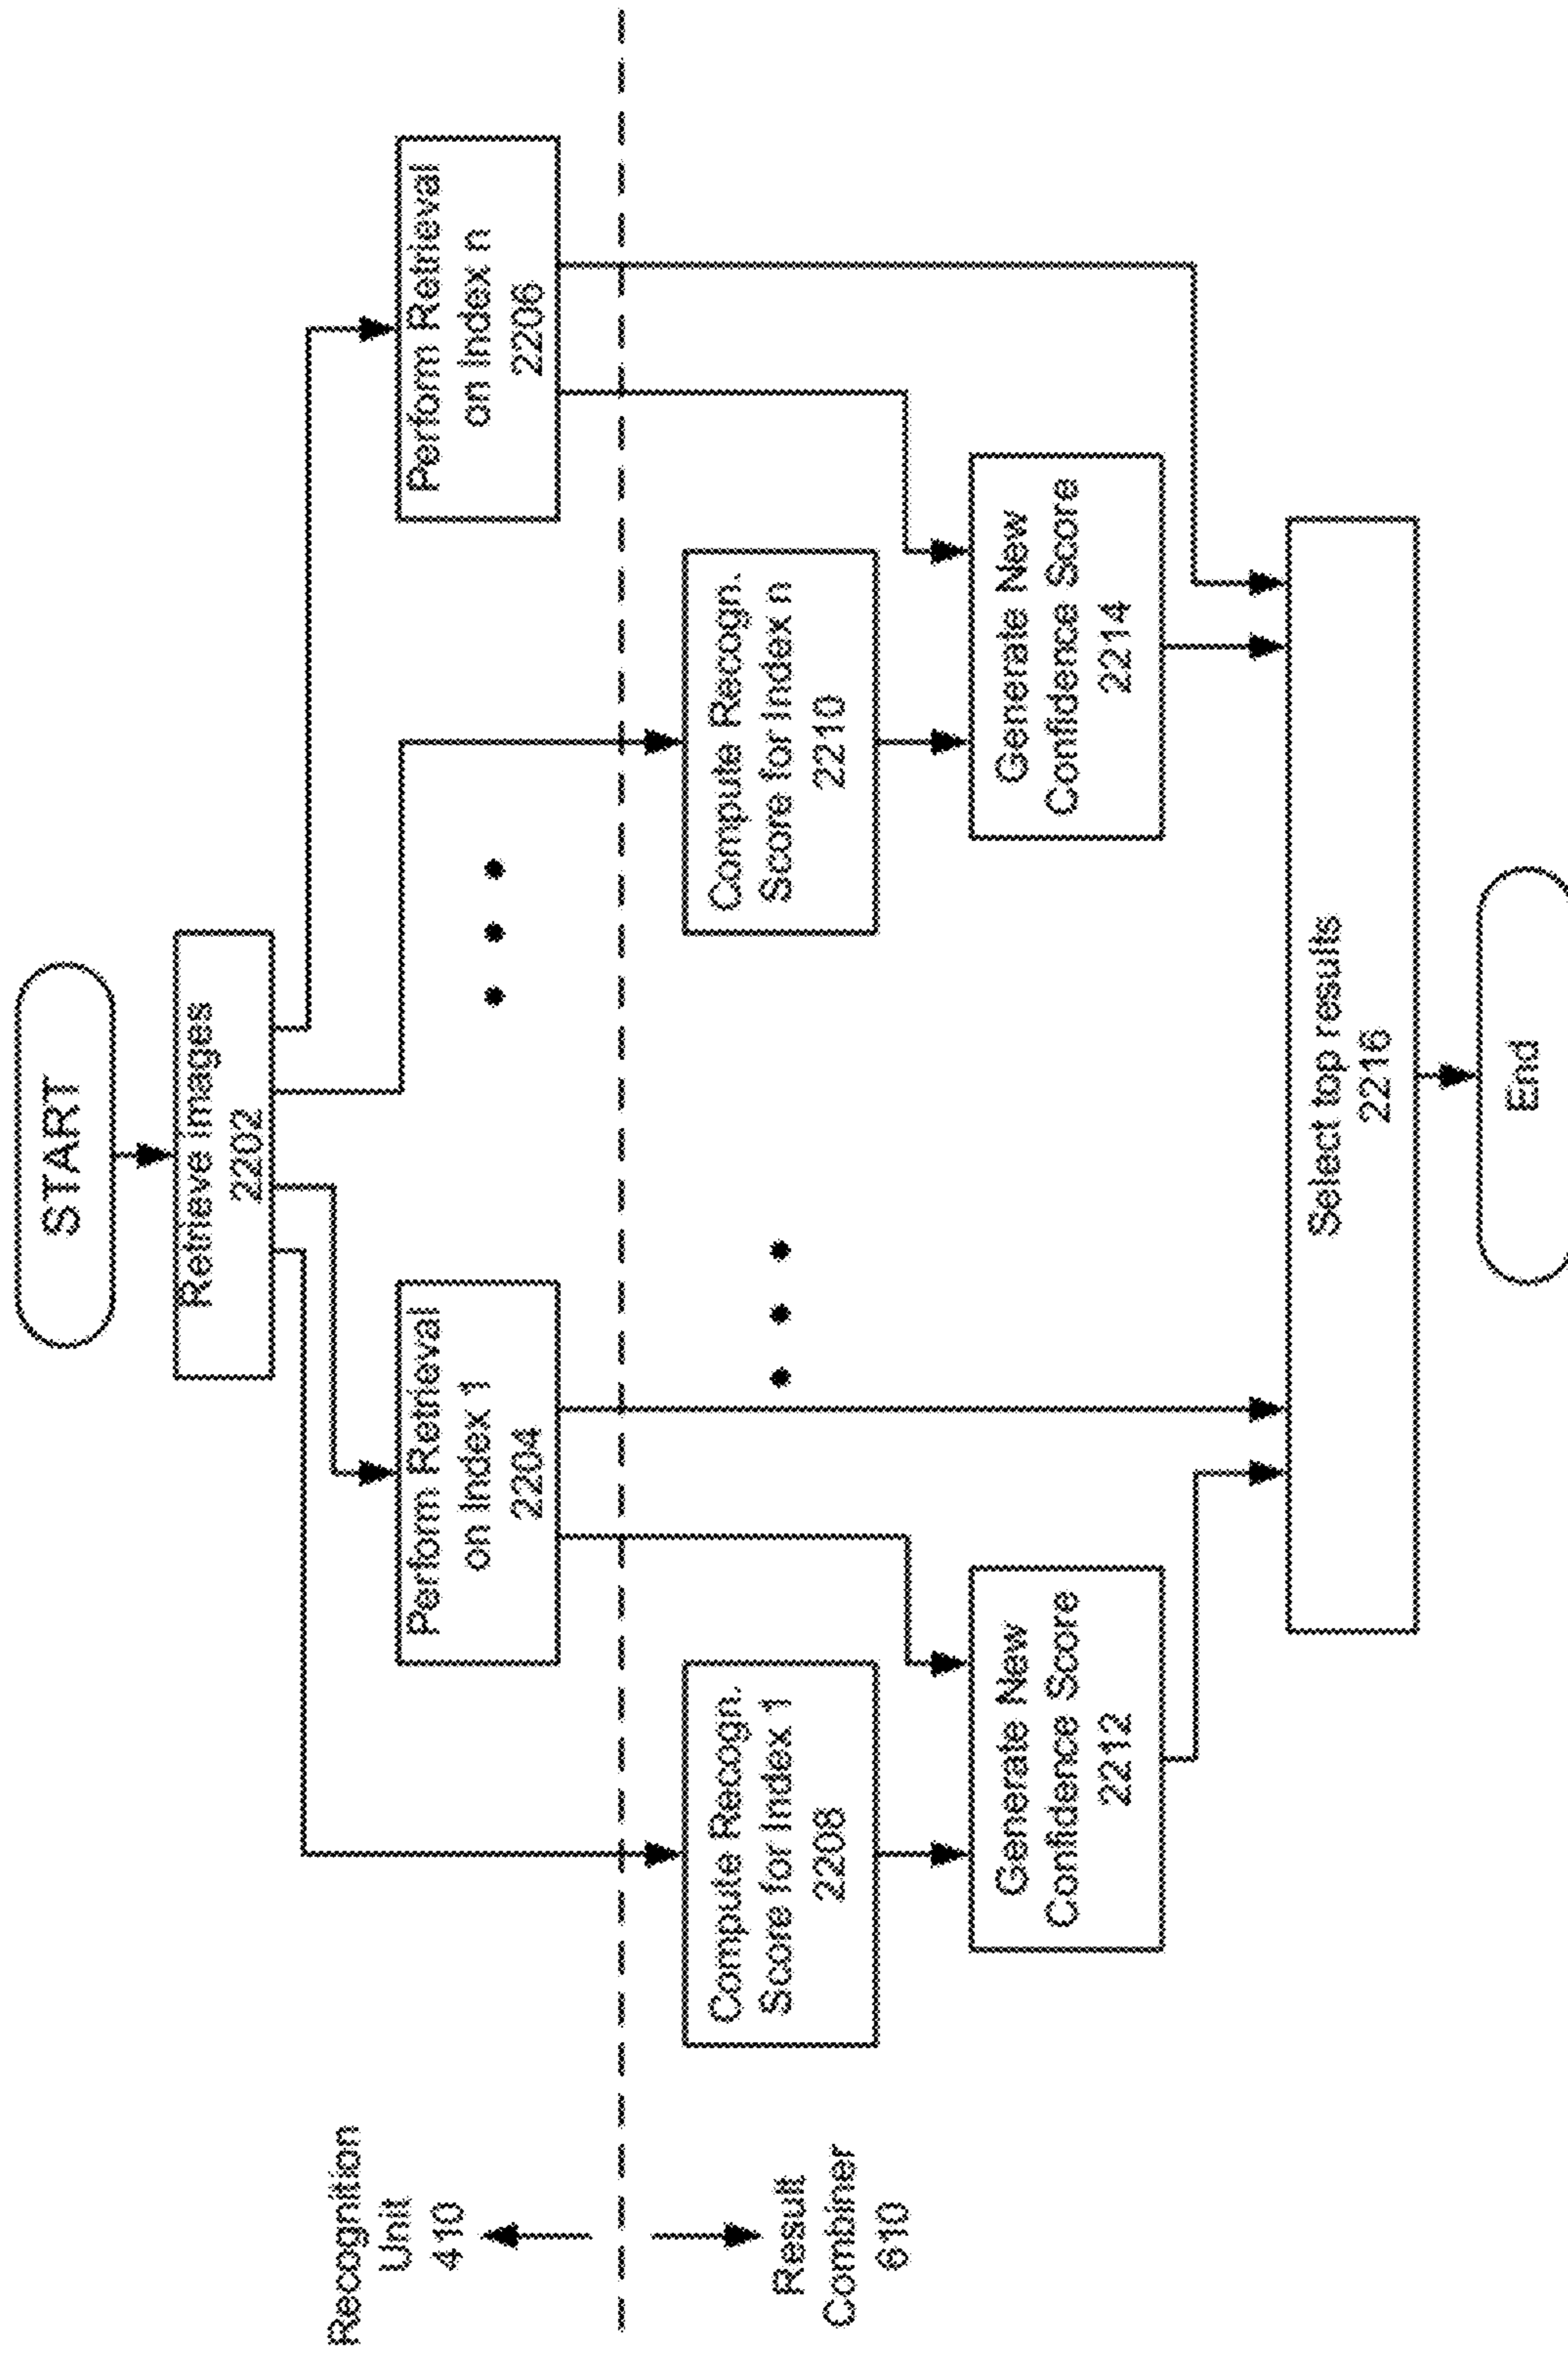 START
Retrieve images
2202
Perform Retrieval
on Index 1
2204
Perform Retrieval
on Index n
2206
Recognition
Unit
410
Result
Combiner
610
Compute Recogn.
Score for Index 1
2208
Compute Recogn.
Score for Index n
2210
Generate New
Confidence Score
2212
Generate New
Confidence Score
2214
Select top results
2216
End